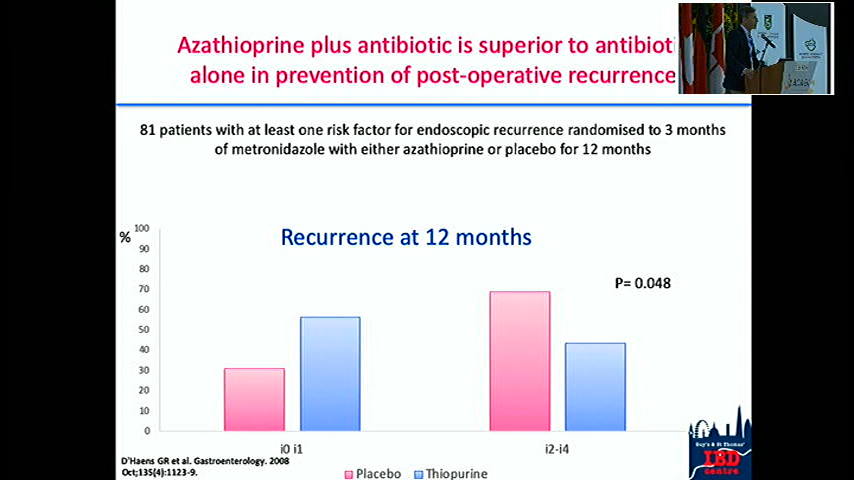 Azathioprine plus antibiotic is superior to
alone in prevention of post-operative recurrence
81 patients with at least one risk factor for endoscopic recurrence randomised to 3 months
of metronidazole with either azathioprine or placebo for 12 months
Recurrence at 12 months
%
100
90
80
70
60
50
40
30
20
10
0
P= 0.048
i0 i1
i2-i4
Placebo
Thiopurine
D'Haens GR et al. Gastroenterology. 2008
Oct;135(4):1123-9.
Guy's & St Thomas'
IBD
centre